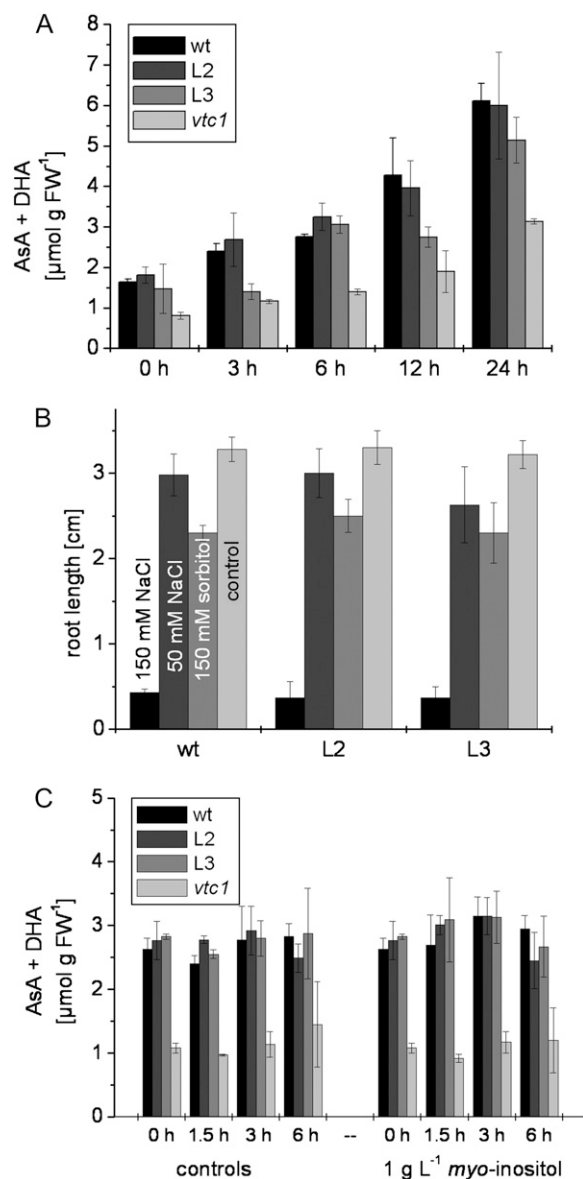 A
8
7
6
5
4
3
2
1
0
AsA + DHA
[µmol g FW⁻¹]
wt
L2
L3
vtc1
0 h 3 h 6 h 12 h 24 h
B
3
2
1
0
root length [cm]
150 mM NaCl
50 mM NaCl
150 mM sorbitol
control
wt L2 L3
C
5
4
3
2
1
0
AsA + DHA
[µmol g FW⁻¹]
wt
L2
L3
vtc1
0 h 1.5 h 3 h 6 h -- 0 h 1.5 h 3 h 6 h
controls 1 g L⁻¹ myo-inositol